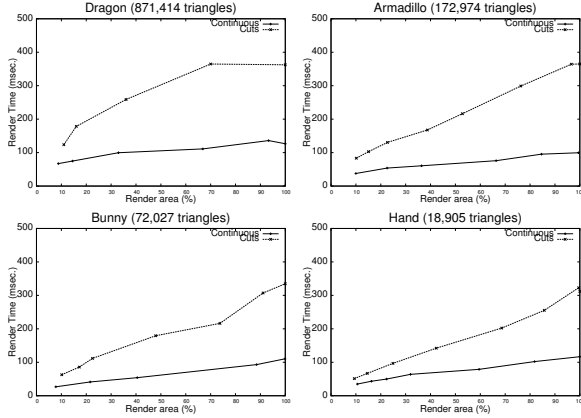 Dragon (871,414 triangles)
500
400
300
200
100
0
Render Time (msec.)
Continuous
Cuts
0 10 20 30 40 50 60 70 80 90 100
Render area (%)
Armadillo (172,974 triangles)
500
400
300
200
100
0
Render Time (msec.)
Continuous
Cuts
0 10 20 30 40 50 60 70 80 90 100
Render area (%)
Bunny (72,027 triangles)
500
400
300
200
100
0
Render Time (msec.)
Continuous
Cuts
0 10 20 30 40 50 60 70 80 90 100
Render area (%)
Hand (18,905 triangles)
500
400
300
200
100
0
Render Time (msec.)
Continuous
Cuts
0 10 20 30 40 50 60 70 80 90 100
Render area (%)